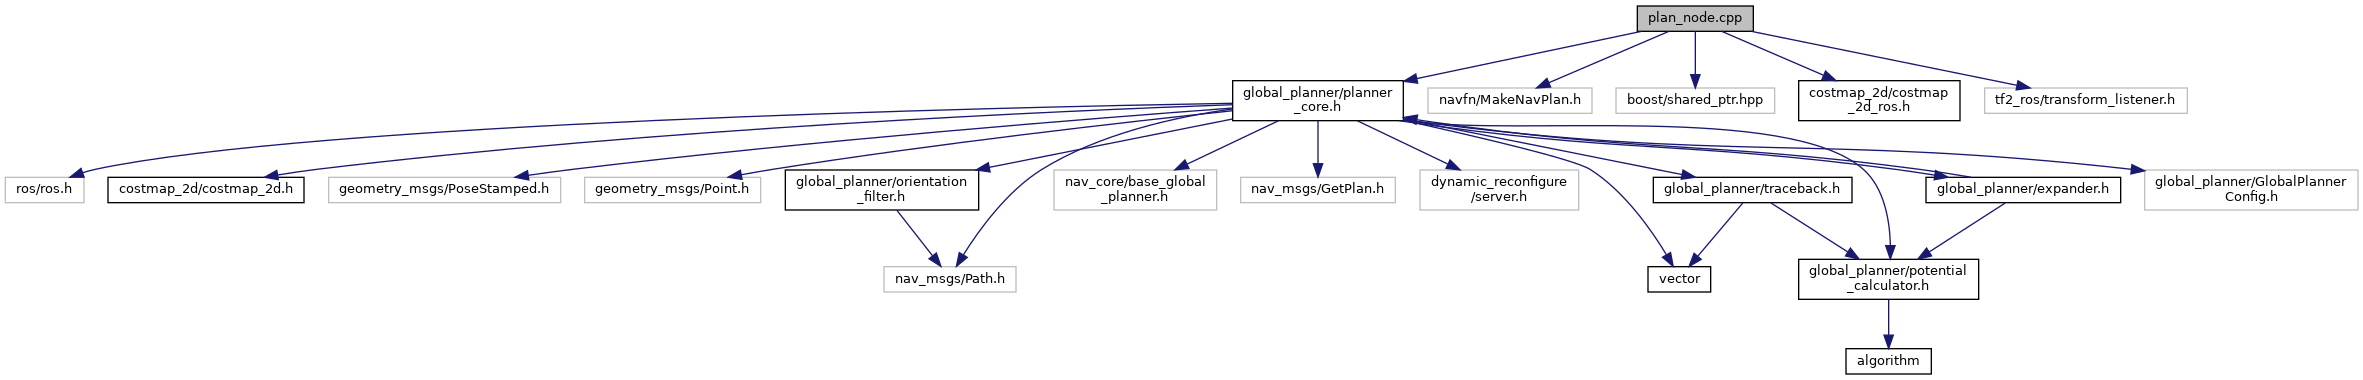 plan_node.cpp
global_planner/planner
_core.h
navfn/MakeNavPlan.h
boost/shared_ptr.hpp
costmap_2d/costmap
_2d_ros.h
tf2_ros/transform_listener.h
ros/ros.h
costmap_2d/costmap_2d.h
geometry_msgs/PoseStamped.h
geometry_msgs/Point.h
global_planner/orientation
_filter.h
nav_core/base_global
_planner.h
nav_msgs/GetPlan.h
dynamic_reconfigure
/server.h
global_planner/traceback.h
global_planner/expander.h
global_planner/GlobalPlanner
Config.h
nav_msgs/Path.h
vector
global_planner/potential
_calculator.h
algorithm